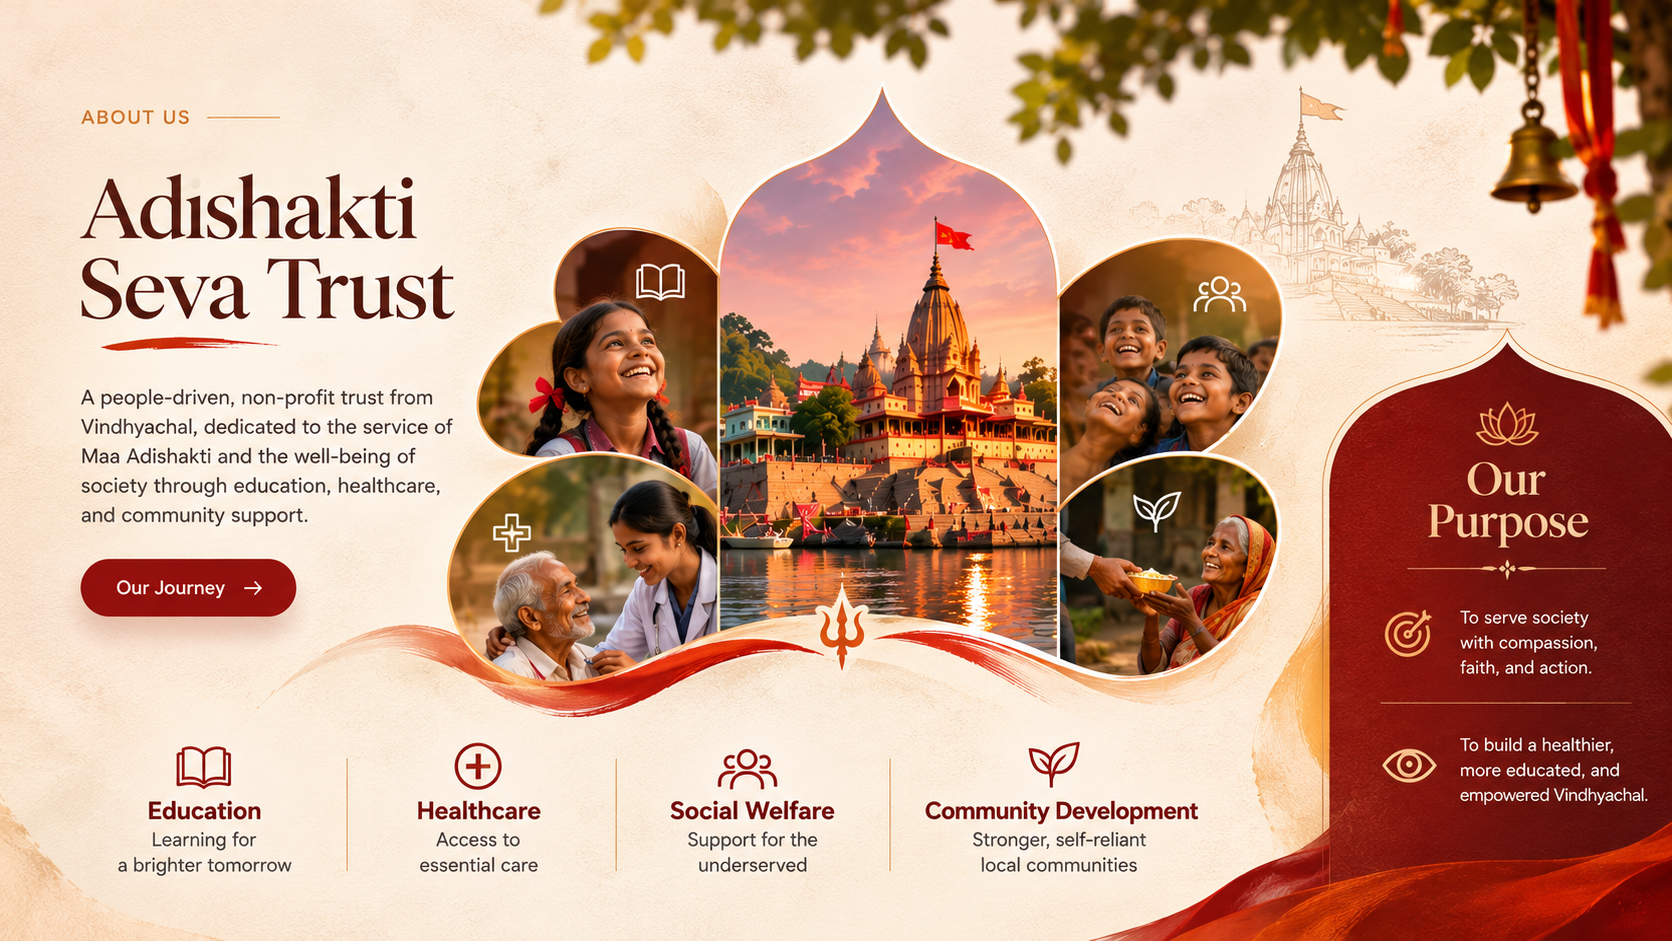 ABOUT US
Adishakti
Seva Trust
A people-driven, non-profit trust from
Vindhyachal, dedicated to the service of
Maa Adishakti and the well-being of
society through education, healthcare,
and community support.
Our Journey
Our
Purpose
To serve society
with compassion,
faith, and action.
To build a healthier,
more educated, and
empowered Vindhyachal.
Education
Learning for
a brighter tomorrow
Healthcare
Access to
essential care
Social Welfare
Support for the
underserved
Community Development
Stronger, self-reliant
local communities